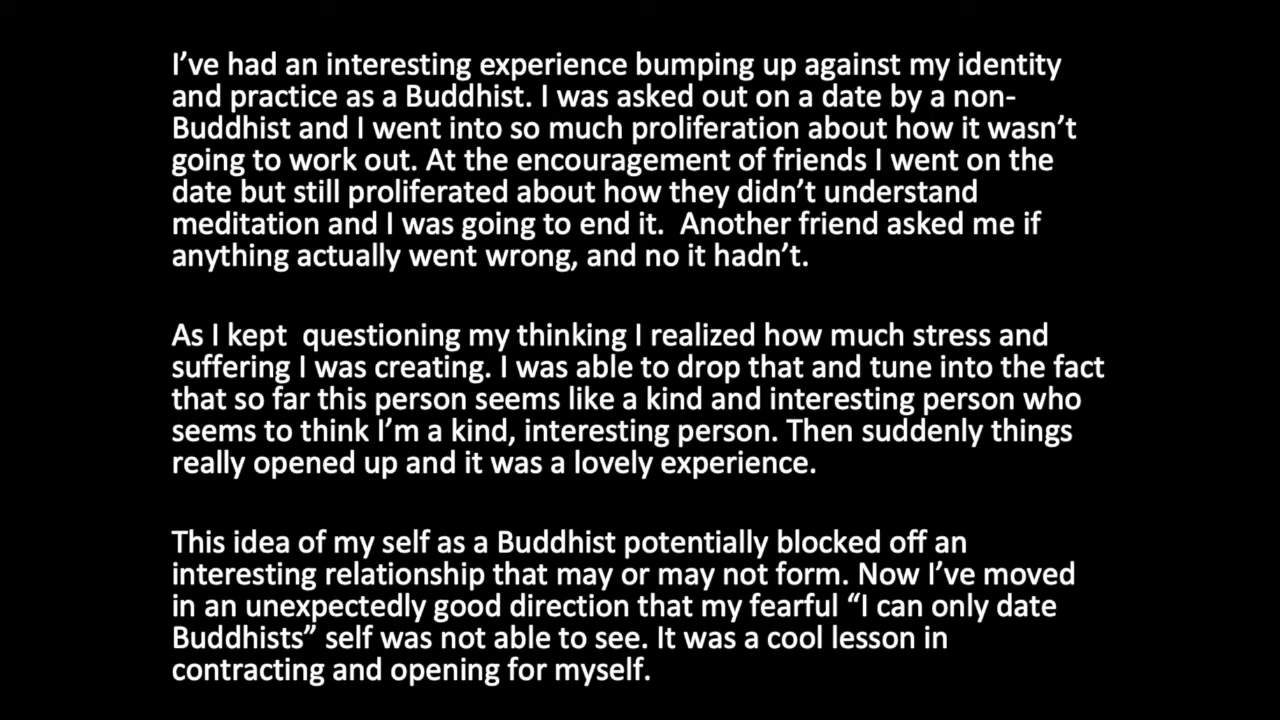 I’ve had an interesting experience bumping up against my identity
and practice as a Buddhist. I was asked out on a date by a non-
Buddhist and I went into so much proliferation about how it wasn’t
going to work out. At the encouragement of friends I went on the
date but still proliferated about how they didn’t understand
meditation and I was going to end it.  Another friend asked me if
anything actually went wrong, and no it hadn’t.
As I kept  questioning my thinking I realized how much stress and
suffering I was creating. I was able to drop that and tune into the fact
that so far this person seems like a kind and interesting person who
seems to think I’m a kind, interesting person. Then suddenly things
really opened up and it was a lovely experience.
This idea of my self as a Buddhist potentially blocked off an
interesting relationship that may or may not form. Now I’ve moved
in an unexpectedly good direction that my fearful “I can only date
Buddhists” self was not able to see. It was a cool lesson in
contracting and opening for myself.